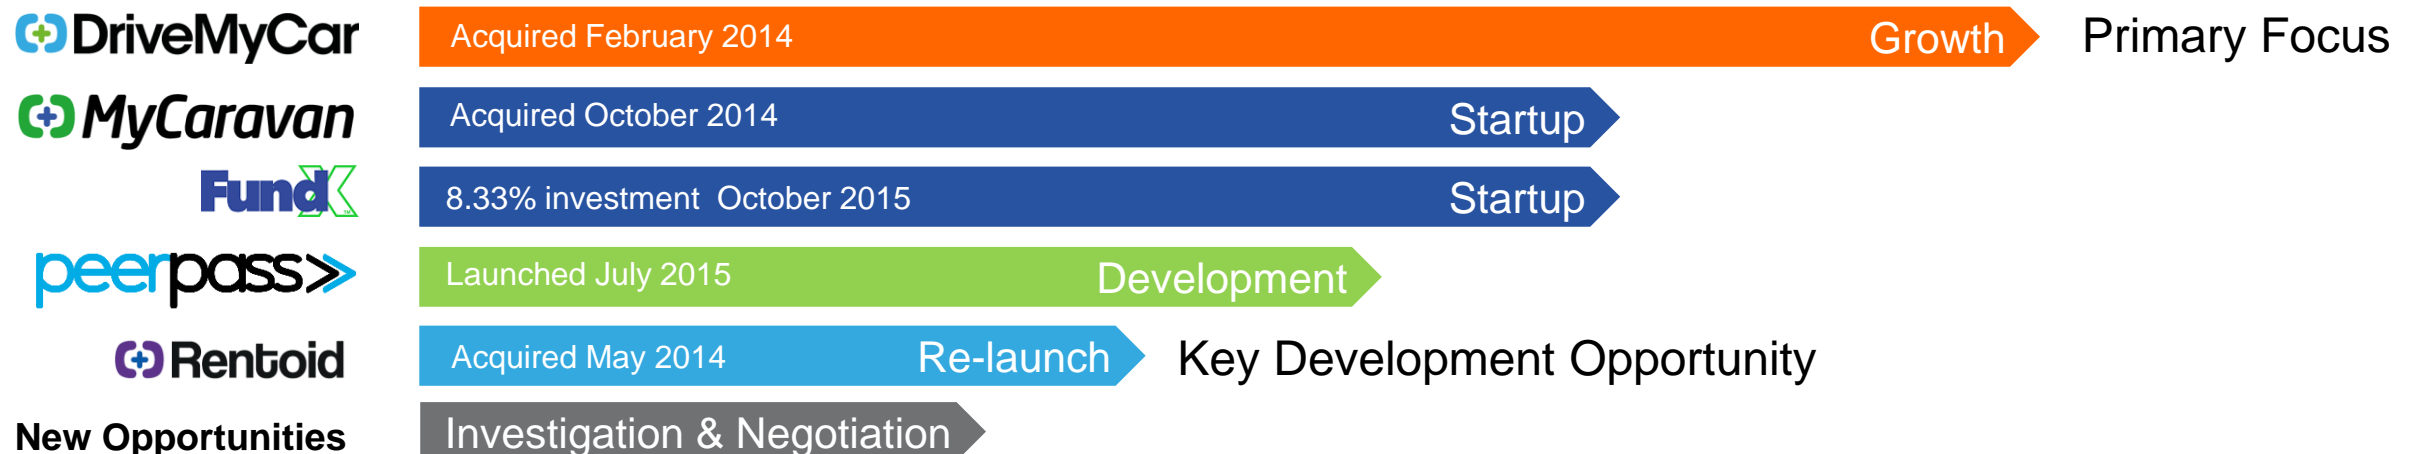 DriveMyCar Acquired February 2014 Growth Primary Focus
MyCaravan Acquired October 2014 Startup
FundX 8.33% investment October 2015 Startup
peerpass>> Launched July 2015 Development
Rentoid Acquired May 2014 Re-launch Key Development Opportunity
New Opportunities Investigation & Negotiation